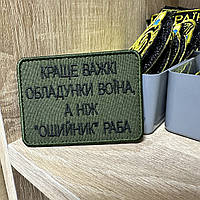 КРАЩЕ ВАЖКІ
ОБЛАДУНКИ ВОЇНА,
А НІЖ
"ОШИЙНИК" РАБА